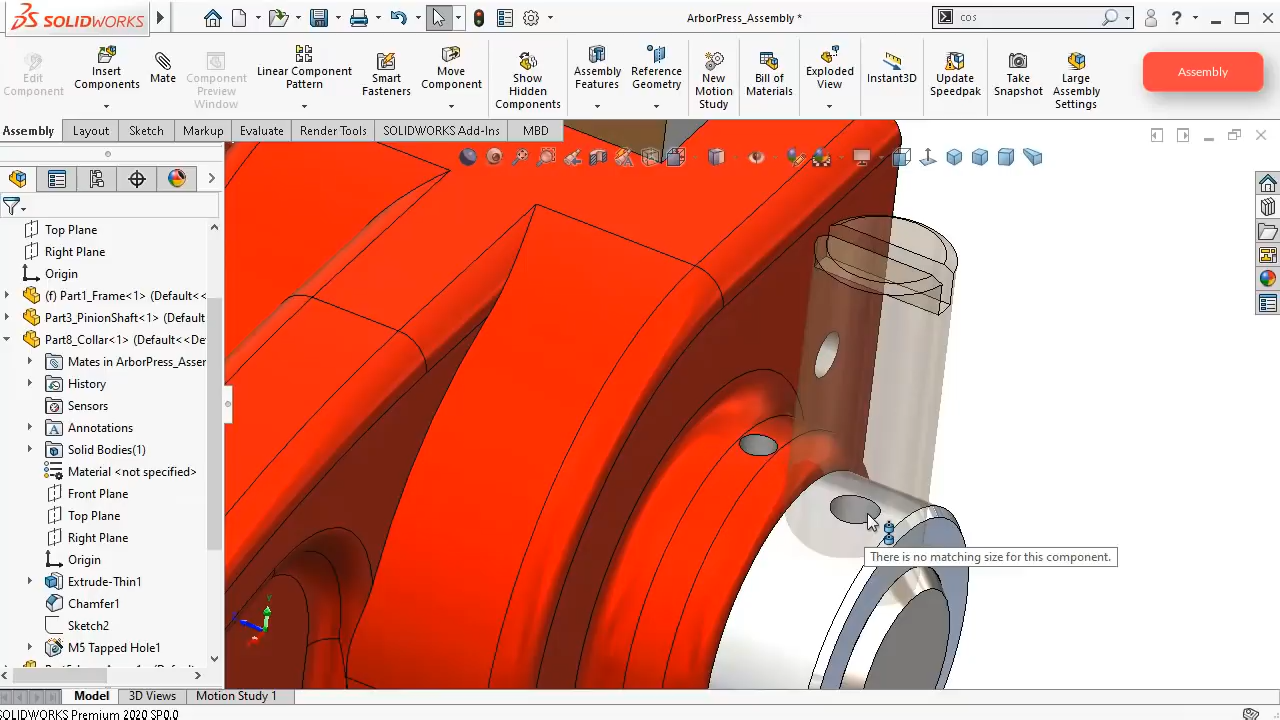 SOLIDWORKS
ArborPress_Assembly *
cos
Edit Component
Insert Components
Mate
Component Preview Window
Linear Component Pattern
Smart Fasteners
Move Component
Show Hidden Components
Assembly Features
Reference Geometry
New Motion Study
Bill of Materials
Exploded View
Instant3D
Update Speedpak
Take Snapshot
Large Assembly Settings
Assembly
Assembly
Layout
Sketch
Markup
Evaluate
Render Tools
SOLIDWORKS Add-Ins
MBD
Top Plane
Right Plane
Origin
(f) Part1_Frame<1> (Default<<
Part3_PinionShaft<1> (Default
Part8_Collar<1> (Default<<De
Mates in ArborPress_Asser
History
Sensors
Annotations
Solid Bodies(1)
Material <not specified>
Front Plane
Top Plane
Right Plane
Origin
Extrude-Thin1
Chamfer1
Sketch2
M5 Tapped Hole1
There is no matching size for this component.
Y
Model
3D Views
Motion Study 1
SOLIDWORKS Premium 2020 SP0.0